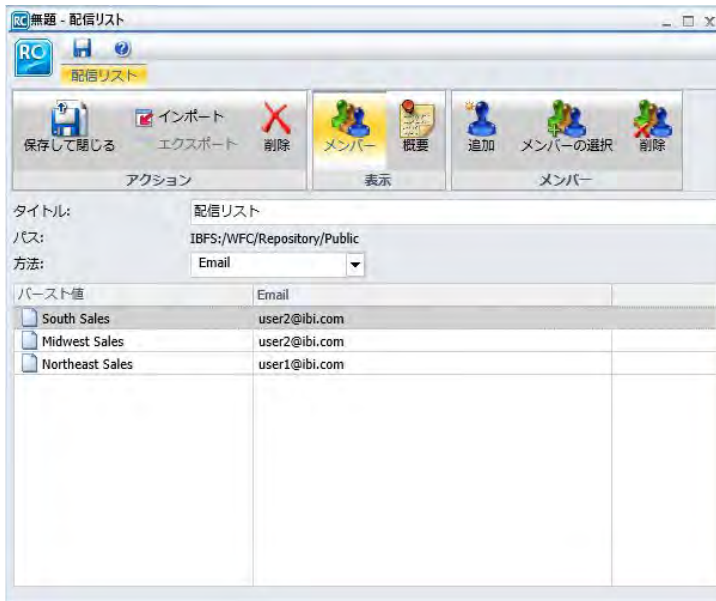 RC 無題 - 配信リスト
RC
配信リスト
保存して閉じる インポート エクスポート 削除 メンバー 概要 追加 メンバーの選択 削除
アクション 表示 メンバー
タイトル: 配信リスト
パス: IBFS:/WFC/Repository/Public
方法: Email
バースト値 Email
South Sales user2@ibi.com
Midwest Sales user2@ibi.com
Northeast Sales user1@ibi.com